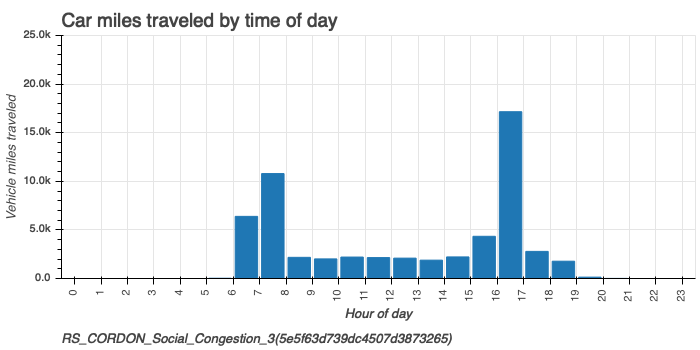 Car miles traveled by time of day
25.0k
20.0k
15.0k
10.0k
5.0k
0.0
Vehicle miles traveled
0 1 2 3 4 5 6 7 8 9 10 11 12 13 14 15 16 17 18 19 20 21 22 23
Hour of day
RS_CORDON_Social_Congestion_3(5e5f63d739dc4507d3873265)